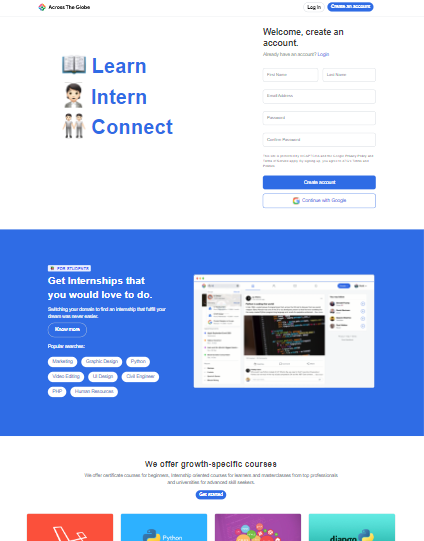 Across The Globe
Log in
Create an account
Learn
Intern
Connect
Welcome, create an
account.
Already have an account? Login
First Name
Last Name
Email Address
Password
Confirm Password
Create account
Continue with Google
FOR STUDENTS
Get Internships that
you would love to do.
Switching your domain to find an internship that fulfill your
dream was never easier.
Know more
Popular searches:
Marketing
Graphic Design
Python
Video Editing
UI Design
Civil Engineer
PHP
Human Resources
We offer growth-specific courses
We offer certificate courses for beginners, internship oriented courses for learners and masterclasses from top professionals
and universities for advanced skill seekers.
Get started
Python
django